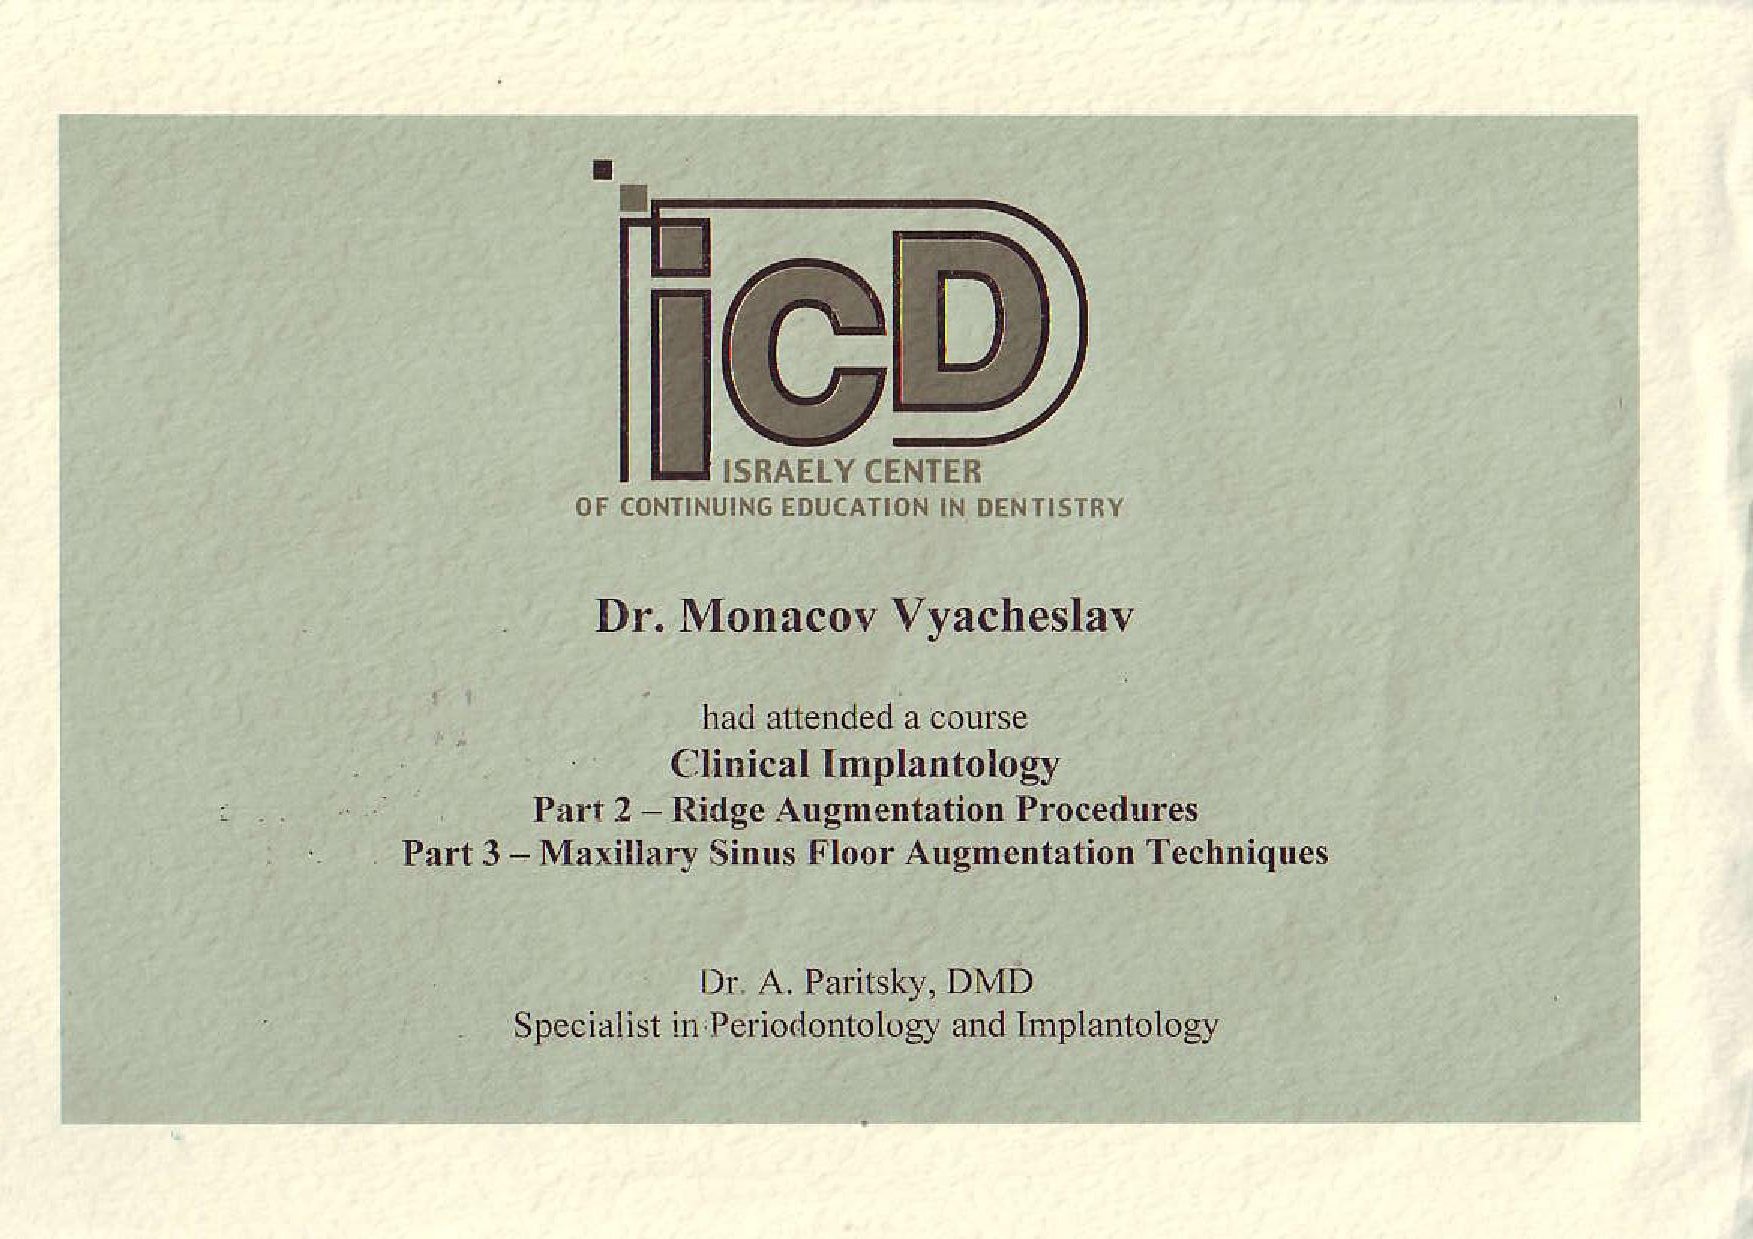 icD
ISRAELY CENTER
OF CONTINUING EDUCATION IN DENTISTRY
Dr. Monacov Vyacheslav
had attended a course
Clinical Implantology
Part 2 – Ridge Augmentation Procedures
Part 3 – Maxillary Sinus Floor Augmentation Techniques
Dr. A. Paritsky, DMD
Specialist in Periodontology and Implantology